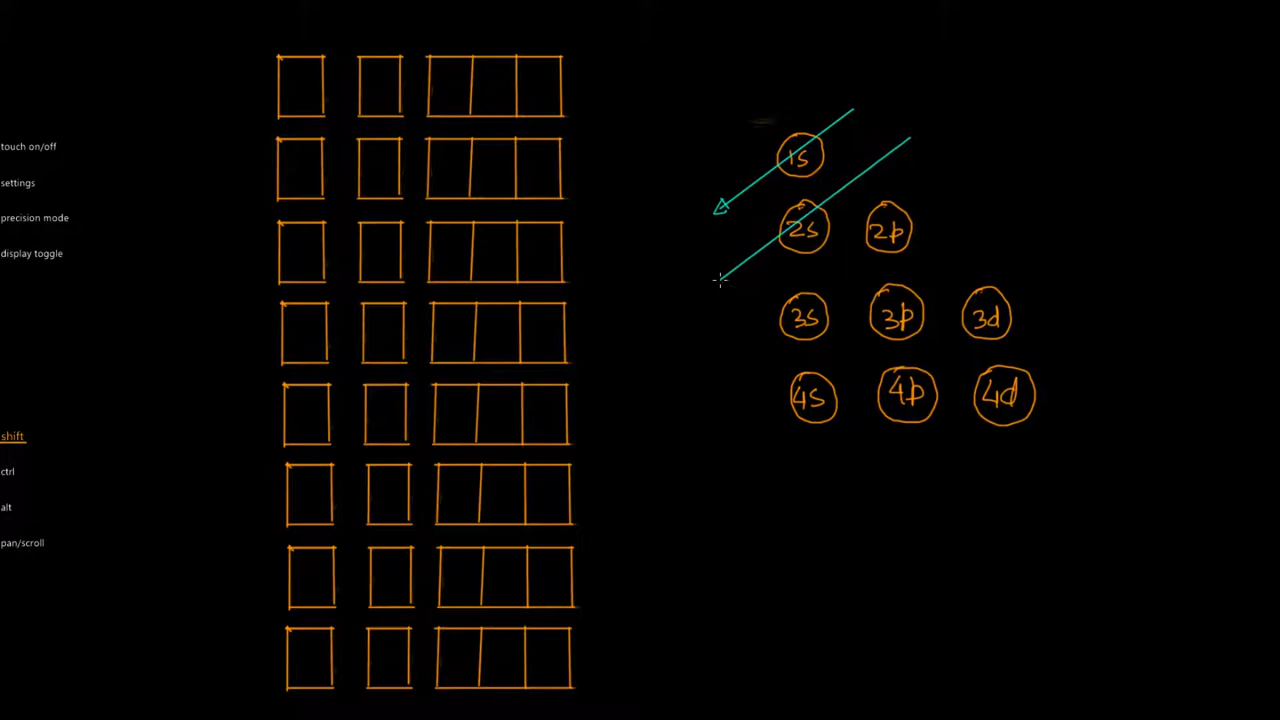 touch on/off
settings
precision mode
display toggle
shift
ctrl
alt
pan/scroll
1s
2s 2p
3s 3p 3d
4s 4p 4d